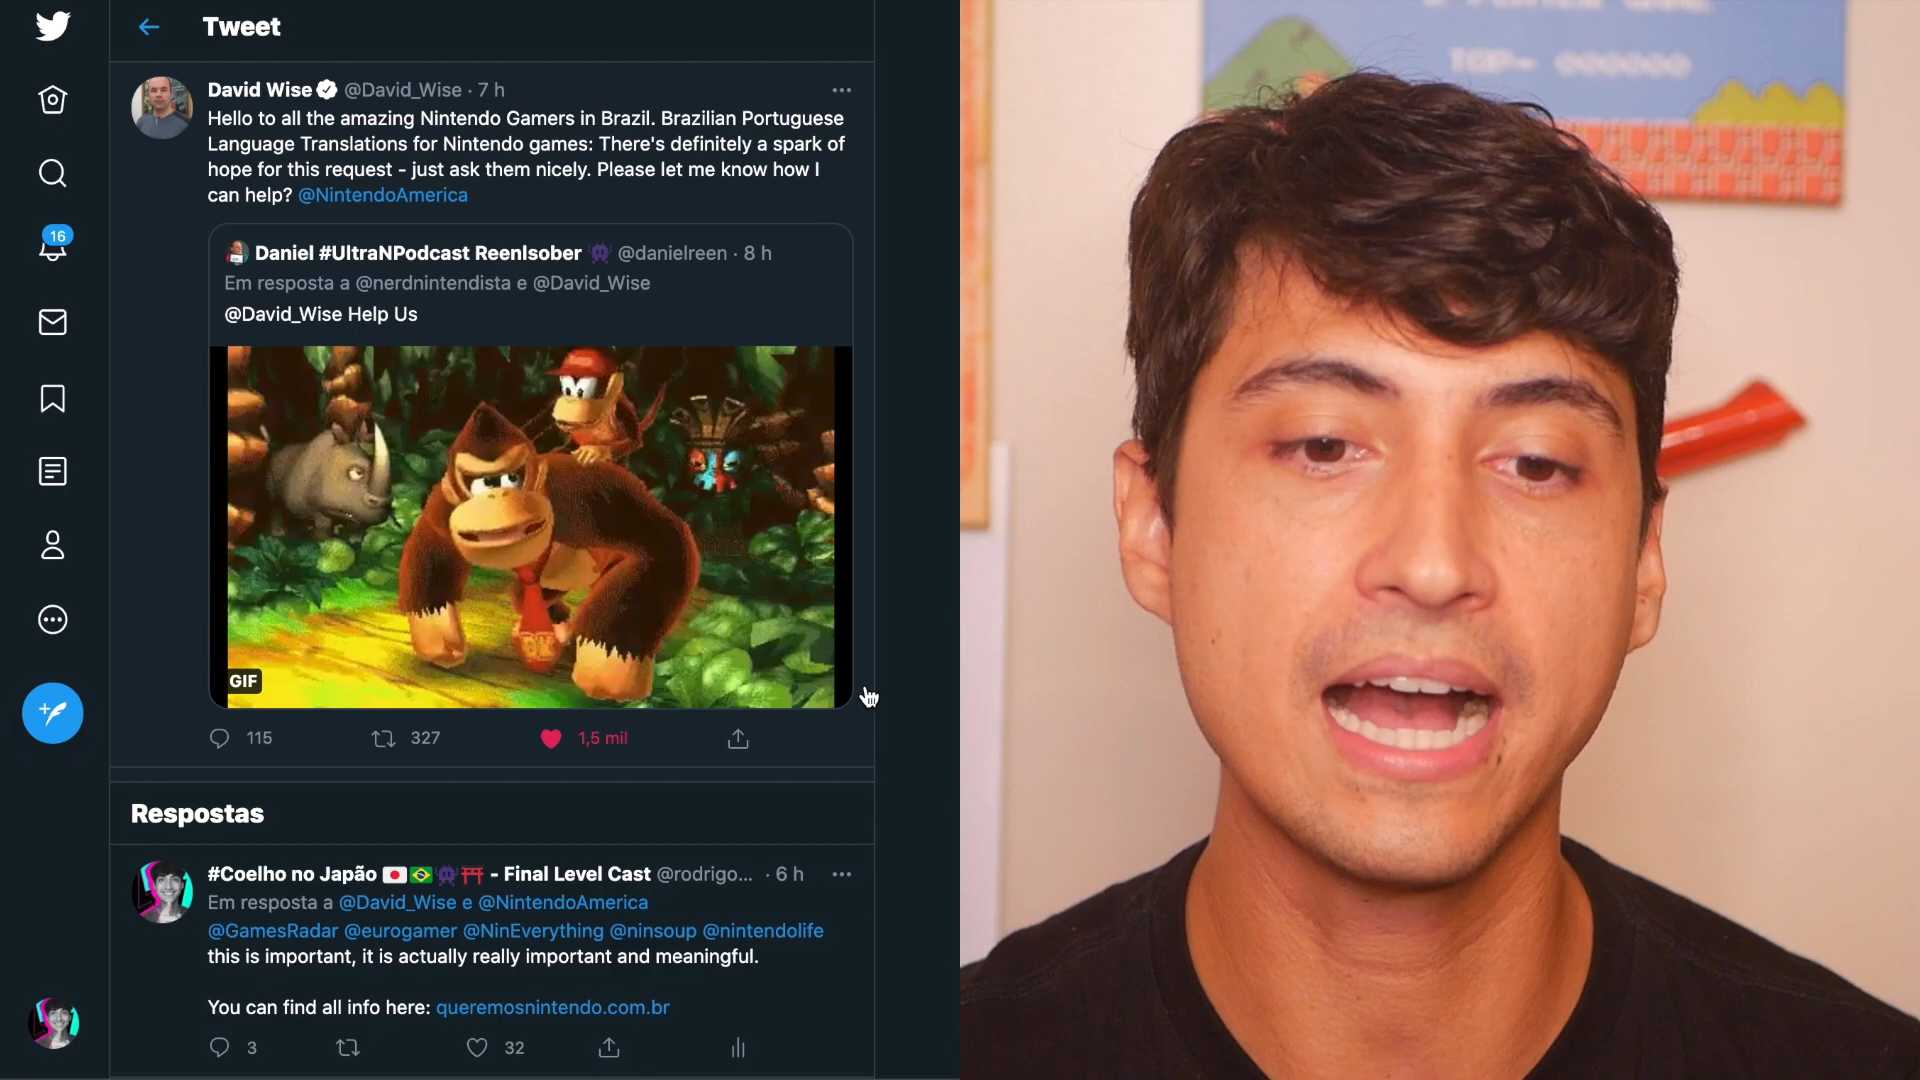 Tweet
David Wise @David_Wise · 7 h
Hello to all the amazing Nintendo Gamers in Brazil. Brazilian Portuguese
Language Translations for Nintendo games: There's definitely a spark of
hope for this request - just ask them nicely. Please let me know how I
can help? @NintendoAmerica
16
Daniel #UltraNPodcast Reenlsober 👾 @danielreen · 8 h
Em resposta a @nerdnintendista e @David_Wise
@David_Wise Help Us
GIF
115 327 1,5 mil
Respostas
#Coelho no Japão 🇯🇵🇧🇷👾⛩️ - Final Level Cast @rodrigo... · 6 h
Em resposta a @David_Wise e @NintendoAmerica
@GamesRadar @eurogamer @NinEverything @ninsoup @nintendolife
this is important, it is actually really important and meaningful.
You can find all info here: queremosnintendo.com.br
3 32
2 PLAYER GAME
TOP- 000000